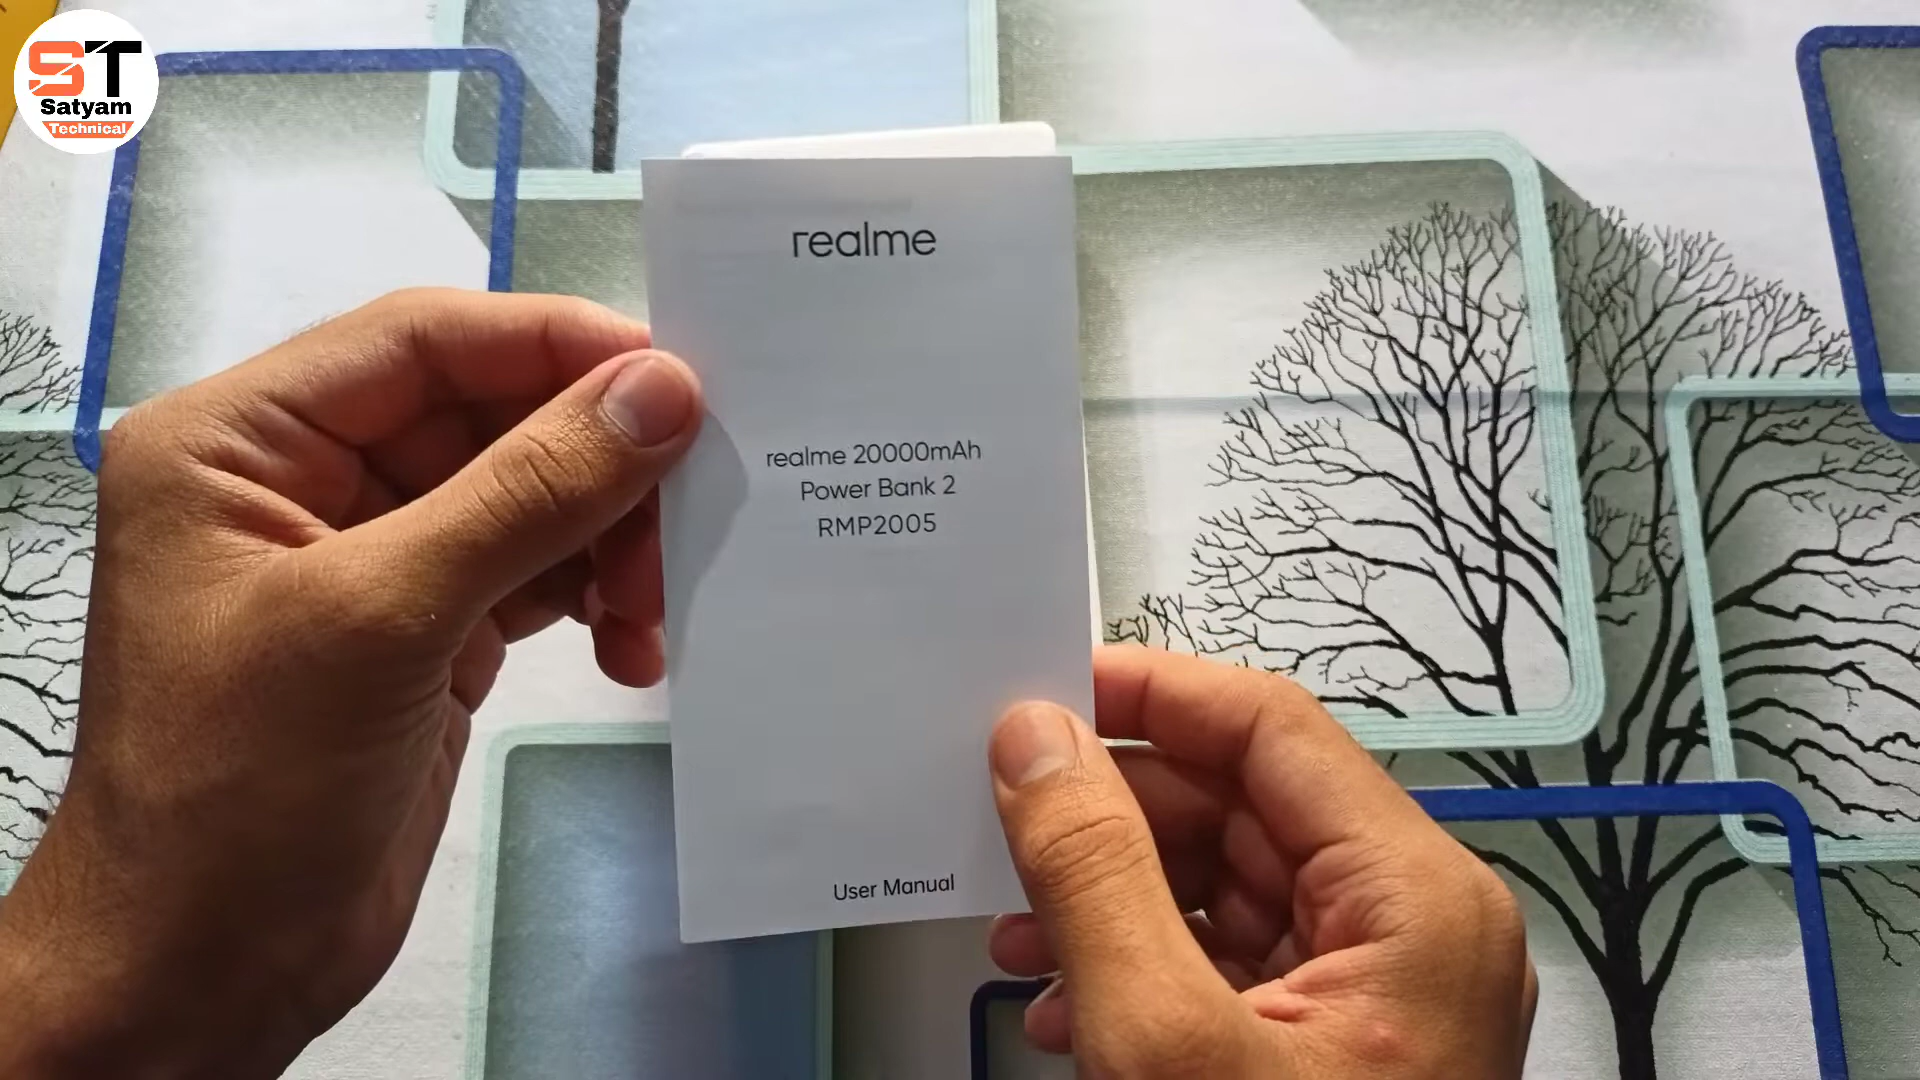 ST
Satyam
Technical
realme
realme 20000mAh
Power Bank 2
RMP2005
User Manual